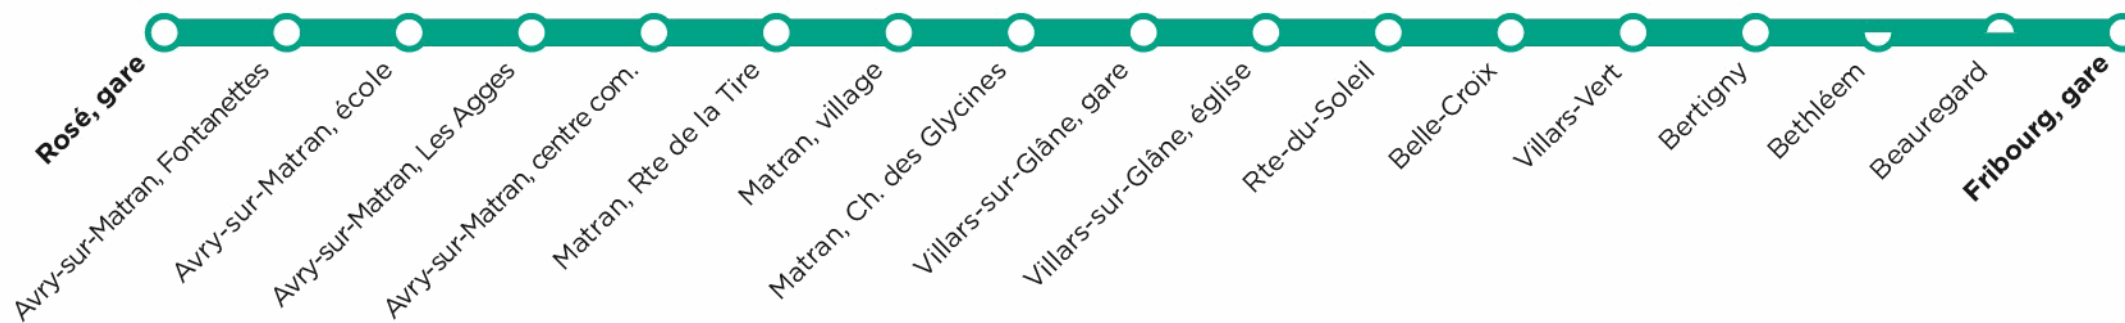 Rosé, gare
Avry-sur-Matran, Fontanettes
Avry-sur-Matran, école
Avry-sur-Matran, Les Agges
Avry-sur-Matran, centre com.
Matran, Rte de la Tire
Matran, village
Matran, Ch. des Glycines
Villars-sur-Glâne, gare
Villars-sur-Glâne, église
Rte-du-Soleil
Belle-Croix
Villars-Vert
Bertigny
Bethléem
Beauregard
Fribourg, gare